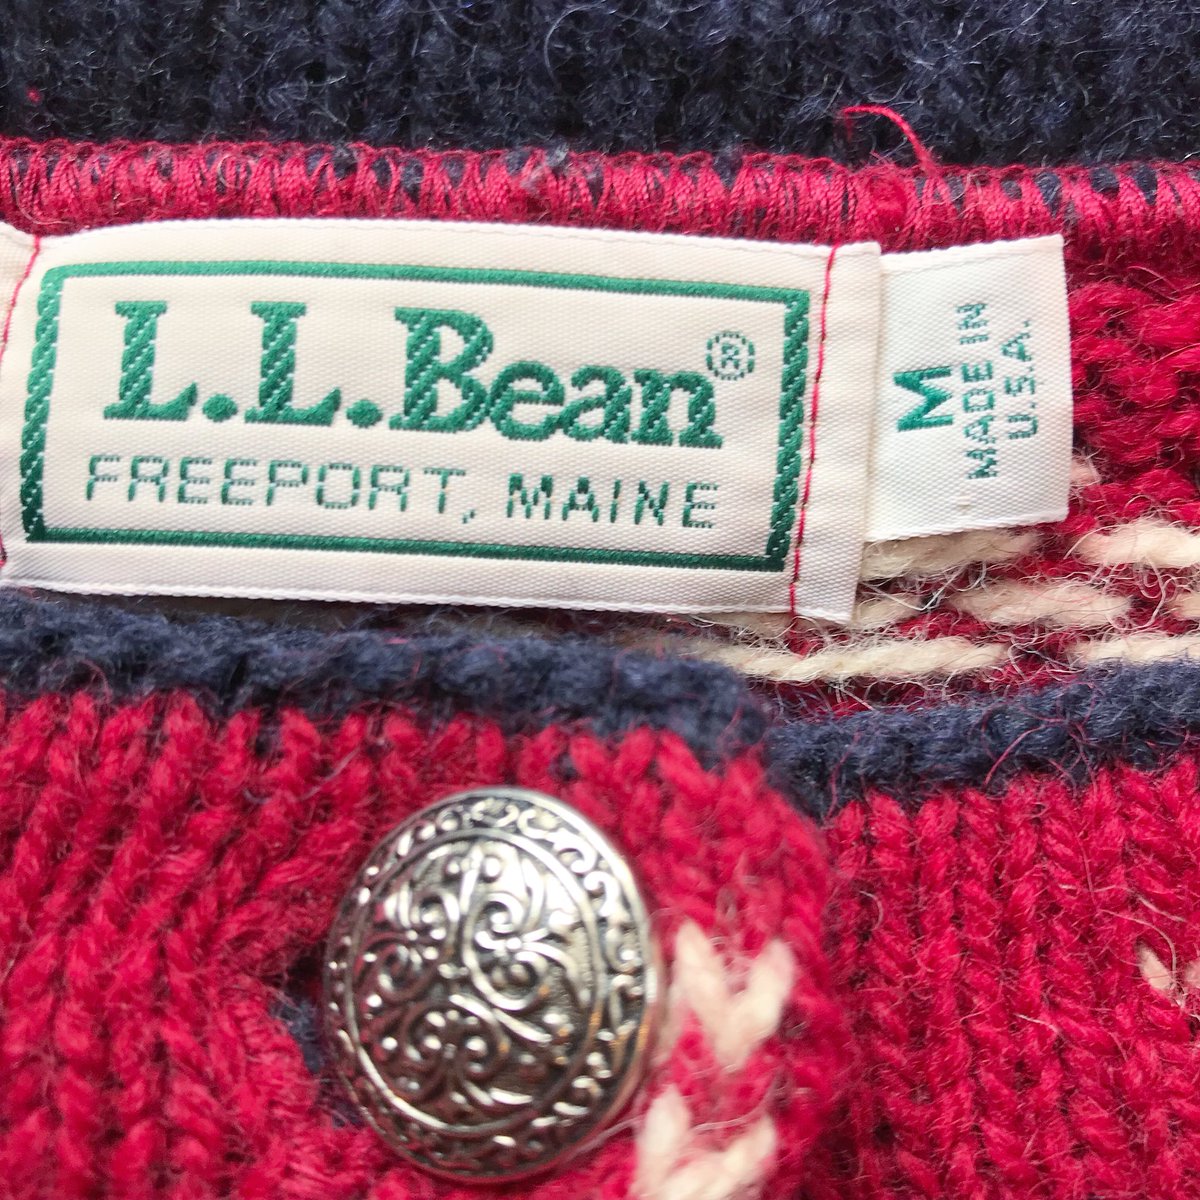 L.L.Bean®
FREEPORT, MAINE
M
MADE IN
U.S.A.